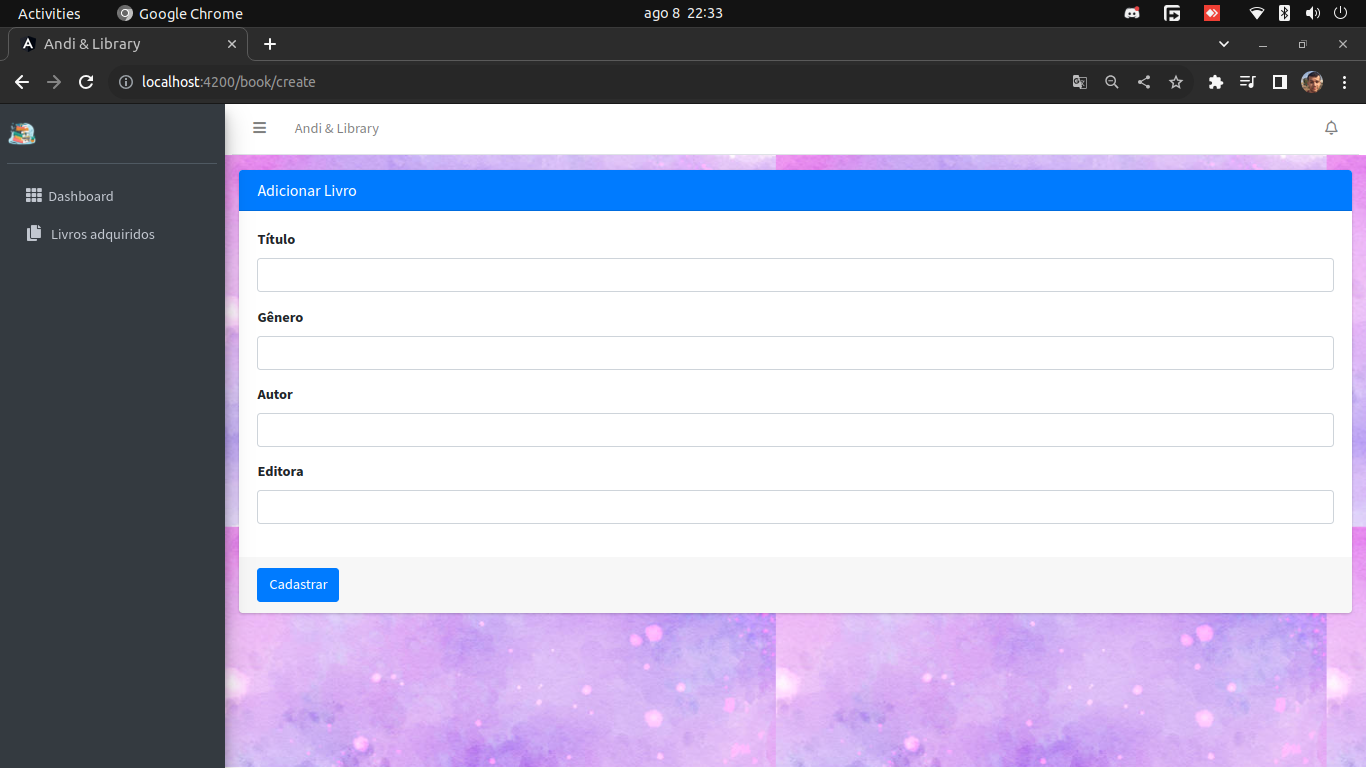 Activities Google Chrome ago 8 22:33
Andi & Library
localhost:4200/book/create
Andi & Library
Dashboard
Livros adquiridos
Adicionar Livro
Título
Gênero
Autor
Editora
Cadastrar